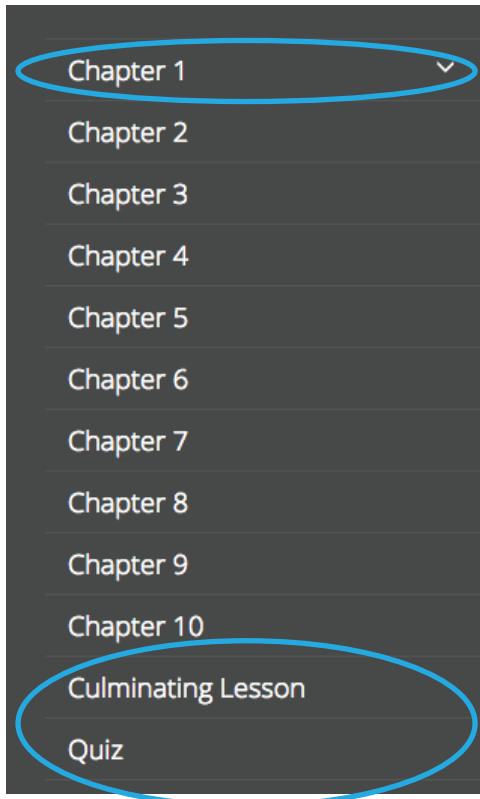 Chapter 1
Chapter 2
Chapter 3
Chapter 4
Chapter 5
Chapter 6
Chapter 7
Chapter 8
Chapter 9
Chapter 10
Culminating Lesson
Quiz